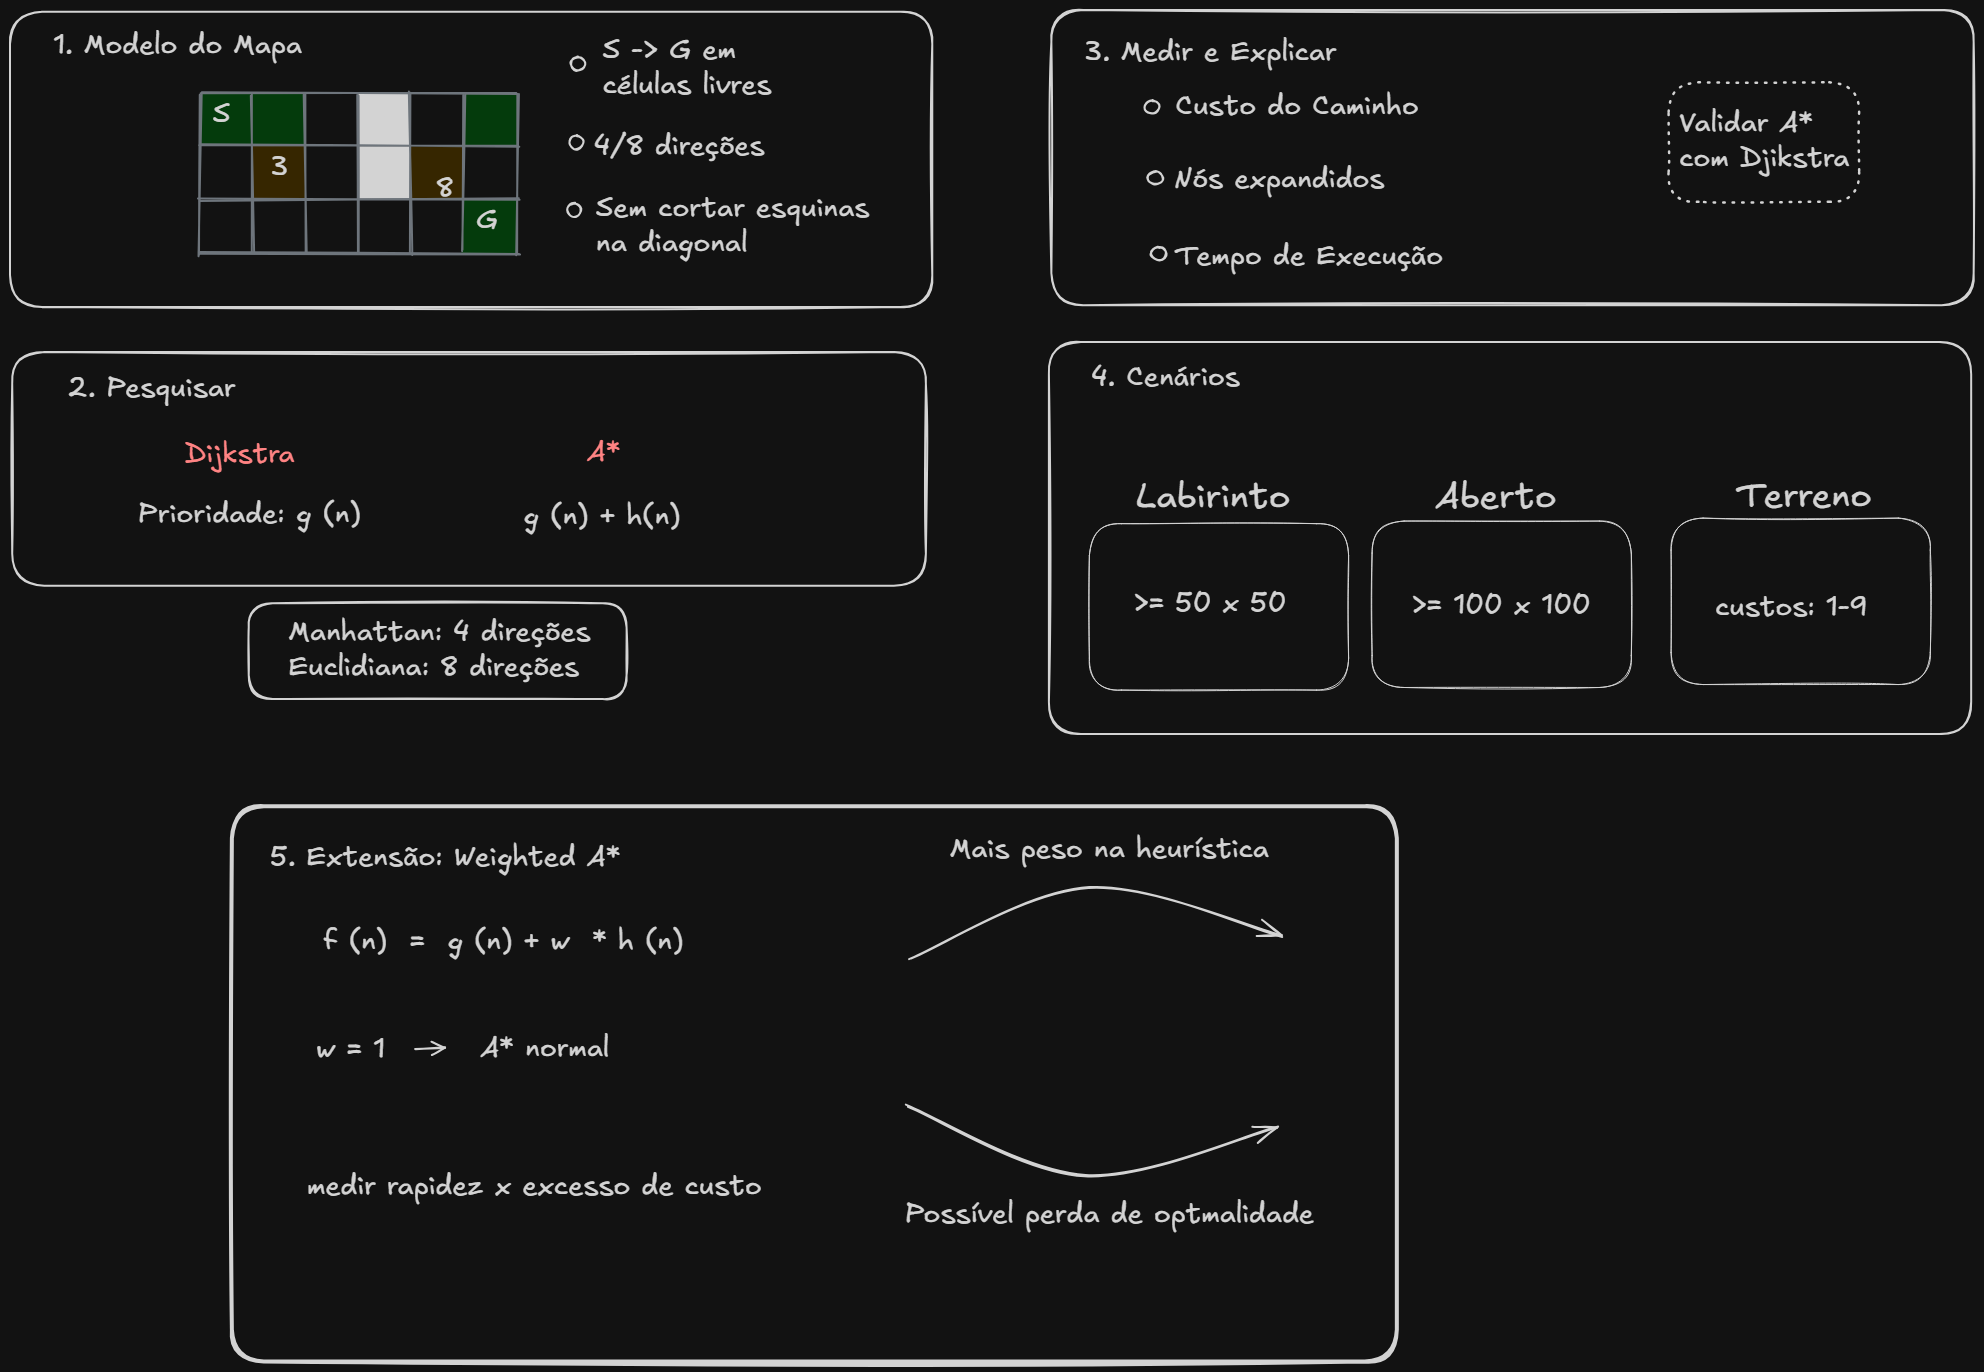 1. Modelo do Mapa
S
3
8
G
S -> G em
células livres
4/8 direções
Sem cortar esquinas
na diagonal
2. Pesquisar
Dijkstra
A*
Prioridade: g (n)
g (n) + h(n)
Manhattan: 4 direções
Euclidiana: 8 direções
3. Medir e Explicar
Custo do Caminho
Nós expandidos
Tempo de Execução
Validar A*
com Djikstra
4. Cenários
Labirinto
>= 50 x 50
Aberto
>= 100 x 100
Terreno
custos: 1-9
5. Extensão: Weighted A*
f (n) = g (n) + w * h (n)
w = 1 → A* normal
medir rapidez x excesso de custo
Mais peso na heurística
Possível perda de optmalidade